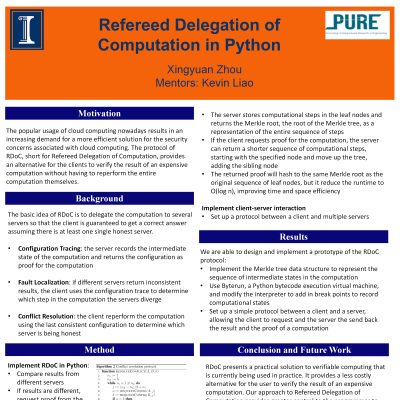 Refereed Delegation of
Computation in Python
Xingyuan Zhou
Mentors: Kevin Liao
I
PURE
Motivation
The popular usage of cloud computing nowadays results in an
increasing demand for a more efficient solution for the security
concerns associated with cloud computing. The protocol of
RDoC, short for Refereed Delegation of Computation, provides
an alternative for the clients to verify the result of an expensive
computation without having to reperform the entire
computation themselves.
Background
The basic idea of RDoC is to delegate the computation to several
servers so that the client is guaranteed to get a correct answer
assuming there is at least one single honest server.
• Configuration Tracing: the server records the intermediate
state of the computation and returns the configuration as
proof for the computation
• Fault Localization: if different servers return inconsistent
results, the client uses the configuration trace to determine
which step in the computation the servers diverge
• Conflict Resolution: the client reperform the computation
using the last consistent configuration to determine which
server is being honest
Method
Implement RDoC in Python:
• Compare results from
different servers
• If results are different,
request proof from the
• The server stores computational steps in the leaf nodes and
returns the Merkle root, the root of the Merkle tree, as a
representation of the entire sequence of steps
• If the client requests proof for the computation, the server
can return a shorter sequence of computational steps,
starting with the specified node and move up the tree,
adding the sibling node
• The returned proof will hash to the same Merkle root as the
original sequence of leaf nodes, but it reduce the runtime to
O(log n), improving time and space efficiency
Implement client-server interaction
• Set up a protocol between a client and multiple servers
Results
We are able to design and implement a prototype of the RDoC
protocol:
• Implement the Merkle tree data structure to represent the
sequence of intermediate states in the computation
• Use Byterun, a Python bytecode execution virtual machine,
and modify the interpreter to add in break points to record
computational states
• Set up a simple protocol between a client and a server,
allowing the client to request and the server the send back
the result and the proof of a computation
Conclusion and Future Work
RDoC presents a practical solution to verifiable computing that
is currently being used in practice. It provides a less costly
alternative for the user to verify the result of an expensive
computation. Our approach to Refereed Delegation of